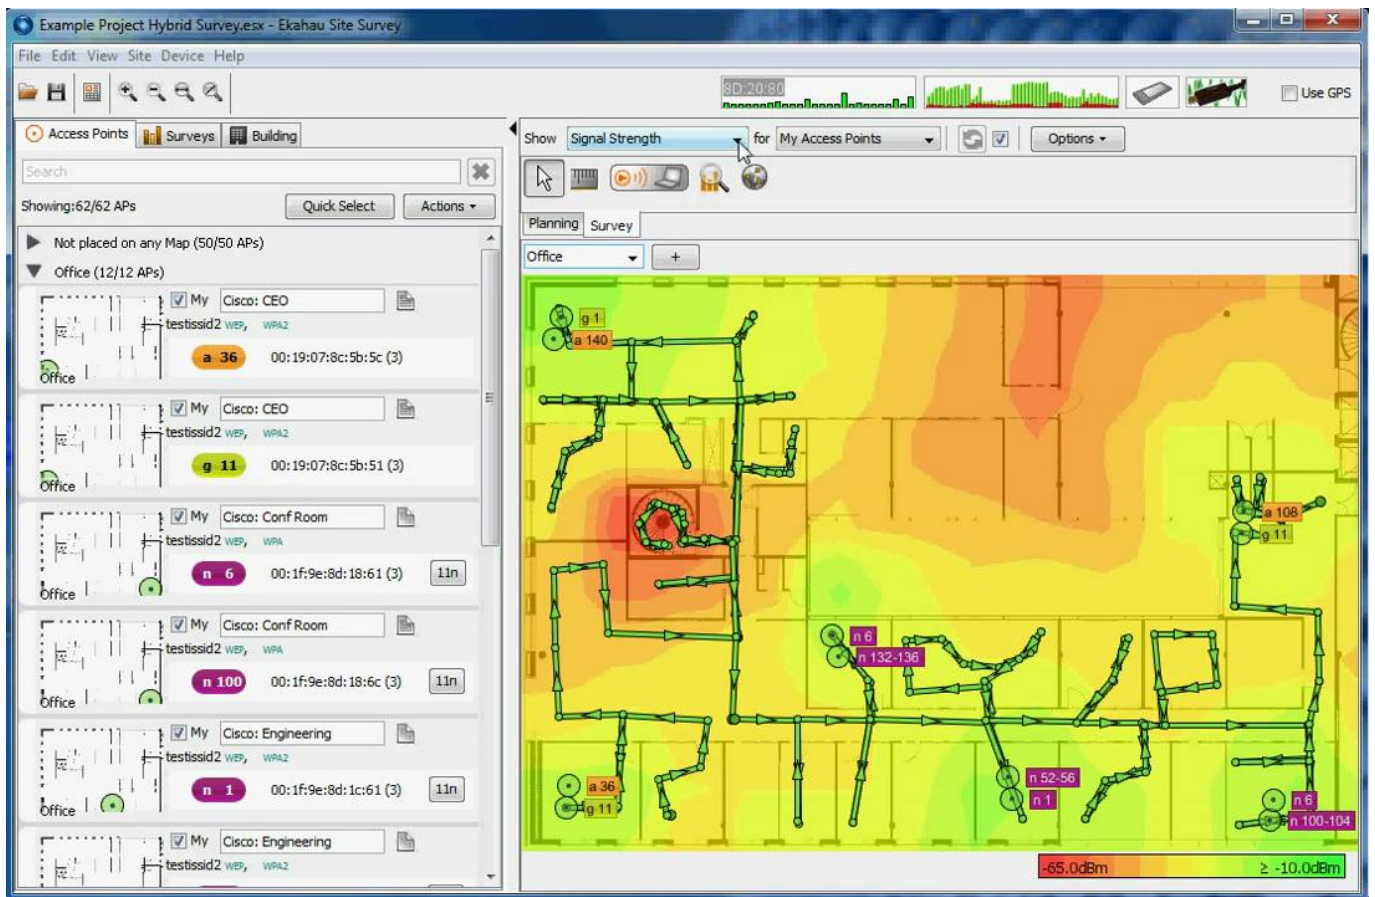 Example Project Hybrid Survey.esx - Ekahau Site Survey
File Edit View Site Device Help
8D:20:80
Use GPS
Access Points Surveys Building
Show Signal Strength for My Access Points Options
Search
Showing:62/62 APs Quick Select Actions
Planning Survey
Not placed on any Map (50/50 APs)
Office +
Office (12/12 APs)
My Cisco: CEO
testissid2 WEP, WPA2
a 36 00:19:07:8c:5b:5c (3)
Office
My Cisco: CEO
testissid2 WEP, WPA2
g 11 00:19:07:8c:5b:51 (3)
Office
My Cisco: Conf Room
testissid2 WEP, WPA
n 6 00:1f:9e:8d:18:61 (3) 11n
Office
My Cisco: Conf Room
testissid2 WEP, WPA
n 100 00:1f:9e:8d:18:6c (3) 11n
Office
My Cisco: Engineering
testissid2 WEP, WPA2
n 1 00:1f:9e:8d:1c:61 (3) 11n
Office
My Cisco: Engineering
testissid2 WEP, WPA2
g 1
a 140
a 108
g 11
n 6
n 132-136
n 52-56
n 1
a 36
g 11
n 6
n 100-104
-65.0dBm ≥ -10.0dBm